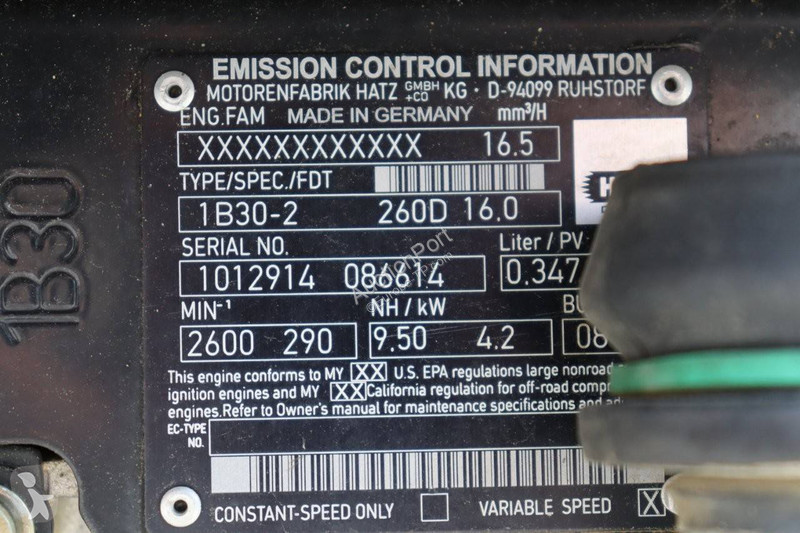 EMISSION CONTROL INFORMATION
MOTORENFABRIK HATZ GMBH +CO KG · D-94099 RUHSTORF
ENG.FAM MADE IN GERMANY mm³/H
XXXXXXXXXXXX 16.5
TYPE/SPEC./FDT
1B30-2 260D 16.0
SERIAL NO. Liter / PV
1012914 086614 0.347
MIN⁻¹ NH / kW BU
2600 290 9.50 4.2 08
This engine conforms to MY XX U.S. EPA regulations large nonroad
ignition engines and MY XX California regulation for off-road comp
engines.Refer to Owner's manual for maintenance specifications and
EC-TYPE
NO.
CONSTANT-SPEED ONLY VARIABLE SPEED X
1B30
AuctionPort